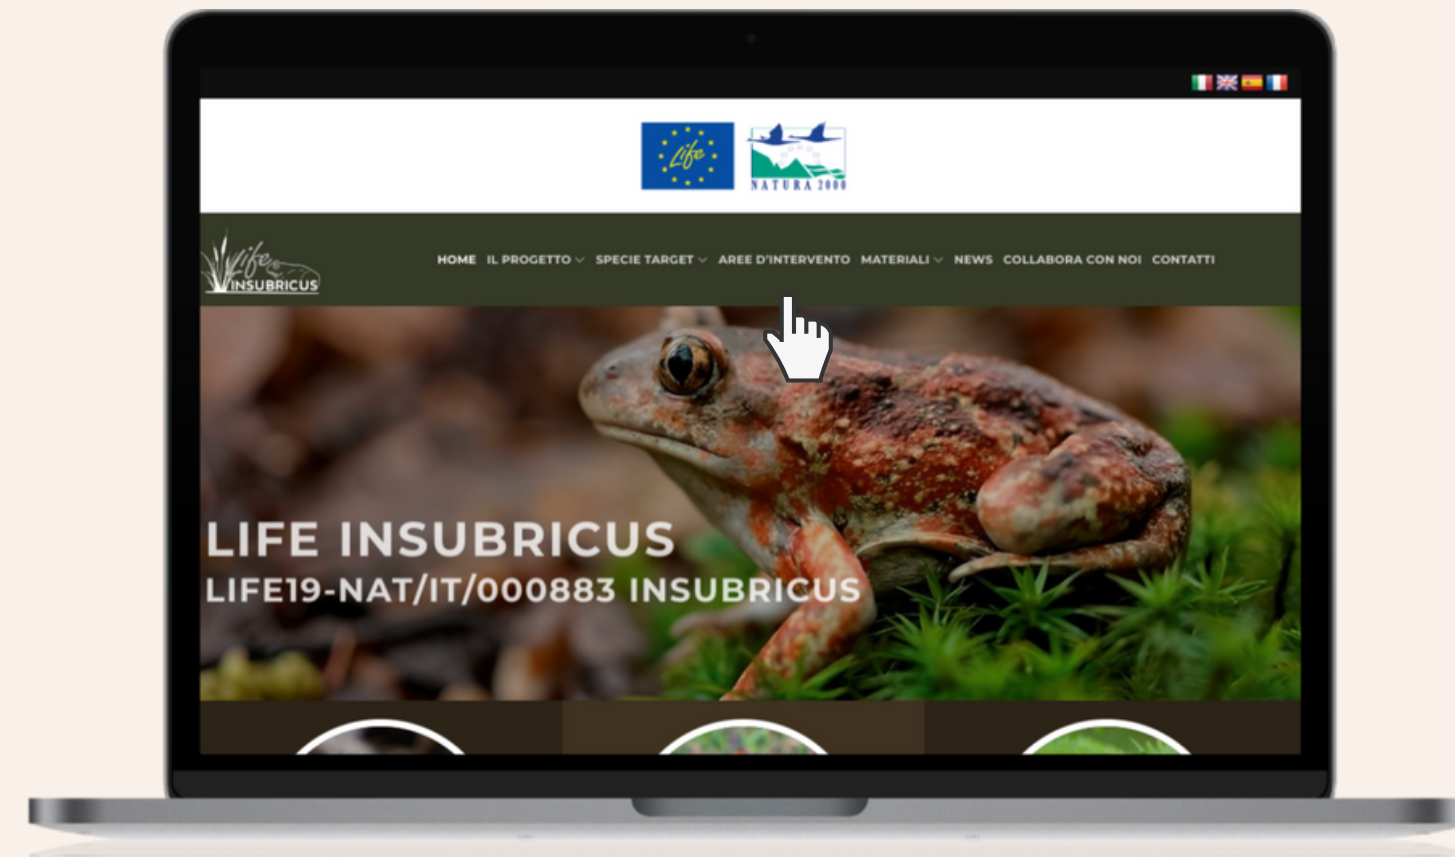 Life
NATURA 2000
Life
INSUBRICUS
HOME IL PROGETTO SPECIE TARGET AREE D'INTERVENTO MATERIALI NEWS COLLABORA CON NOI CONTATTI
LIFE INSUBRICUS
LIFE19-NAT/IT/000883 INSUBRICUS